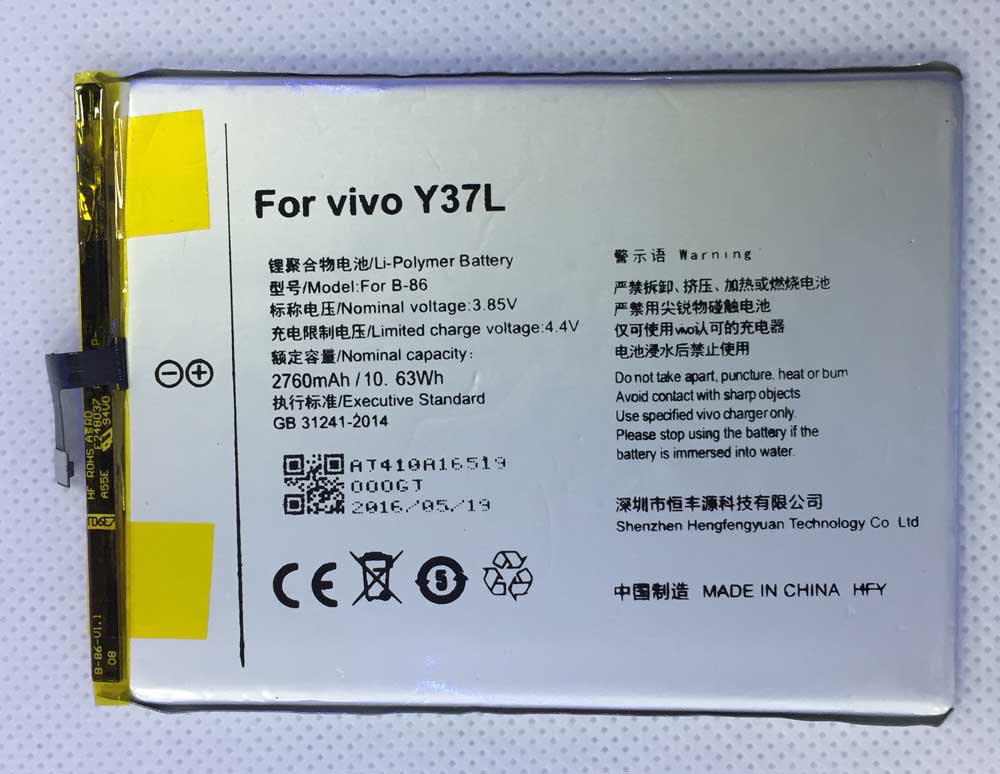 For vivo Y37L
锂聚合物电池/Li-Polymer Battery
型号/Model:For B-86
标称电压/Nominal voltage:3.85V
充电限制电压/Limited charge voltage:4.4V
额定容量/Nominal capacity:
2760mAh / 10. 63Wh
执行标准/Executive Standard
GB 31241-2014
AT410A16519
000GT
2016/05/19
5
警示语 Warning
严禁拆卸、挤压、加热或燃烧电池
严禁用尖锐物碰触电池
仅可使用vivo认可的充电器
电池浸水后禁止使用
Do not take apart, puncture, heat or burn
Avoid contact with sharp objects
Use specified vivo charger only.
Please stop using the battery if the
battery is immersed into water.
深圳市恒丰源科技有限公司
Shenzhen Hengfengyuan Technology Co Ltd
中国制造 MADE IN CHINA HFY
HF ROHS ASRD
E248037
A55E 94V0
B-86-V1.1
08